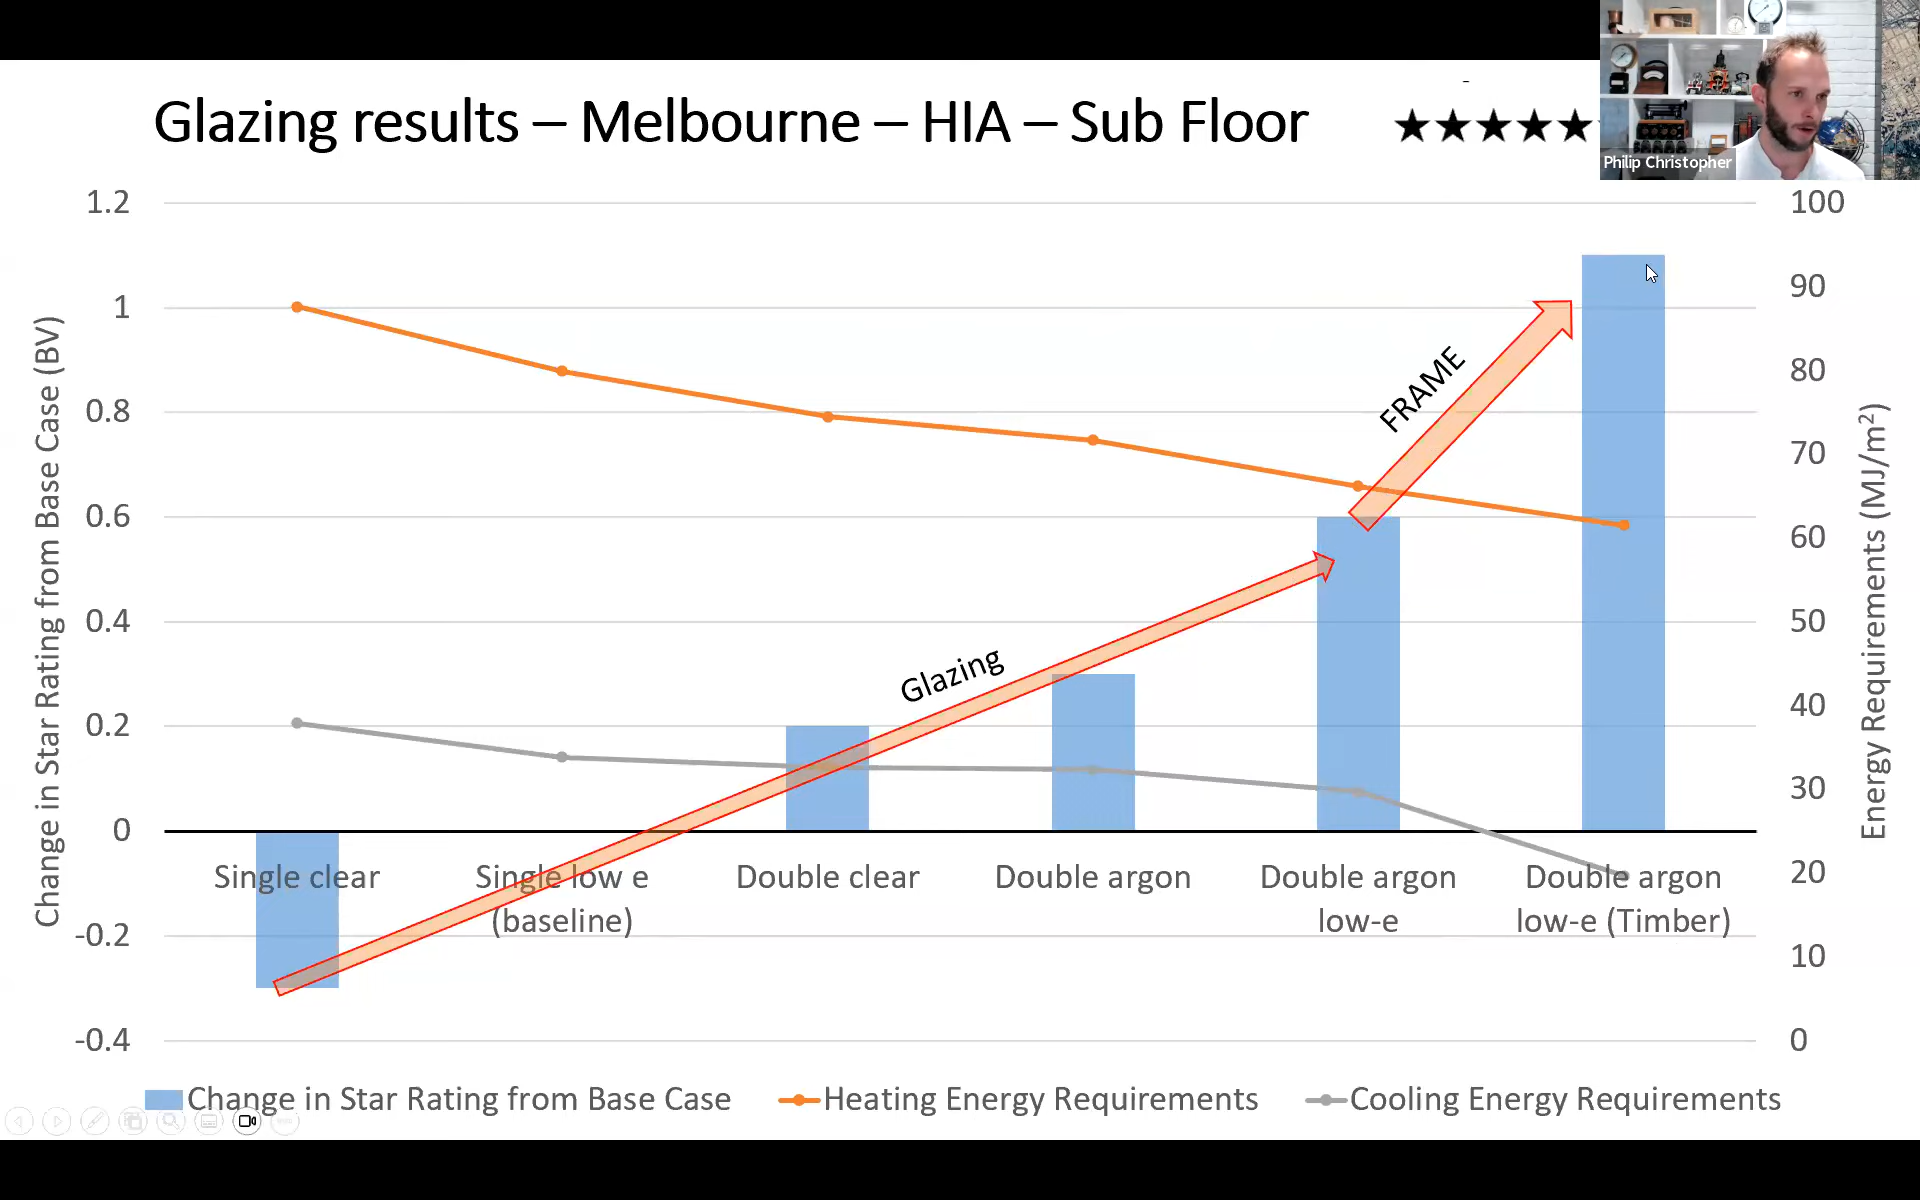 Glazing results – Melbourne – HIA – Sub Floor ★★★★★
Philip Christopher
Change in Star Rating from Base Case (BV)
1.2
1
0.8
0.6
0.4
0.2
0
-0.2
-0.4
100
90
80
70
60
50
40
30
20
10
0
Energy Requirements (MJ/m²)
FRAME
Glazing
Single clear
Single low e
(baseline)
Double clear
Double argon
Double argon
low-e
Double argon
low-e (Timber)
Change in Star Rating from Base Case
Heating Energy Requirements
Cooling Energy Requirements